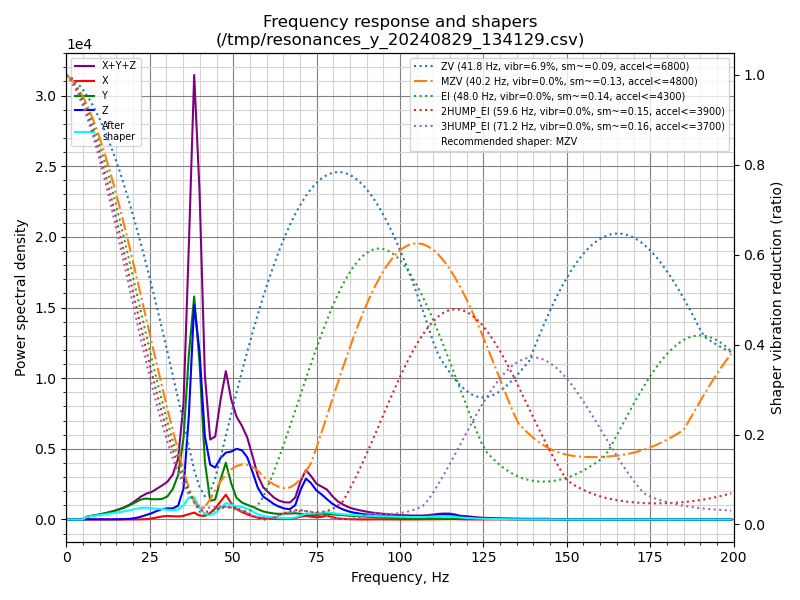 Frequency response and shapers
(/tmp/resonances_y_20240829_134129.csv)
1e4
X+Y+Z
X
Y
Z
After
shaper
ZV (41.8 Hz, vibr=6.9%, sm~=0.09, accel<=6800)
MZV (40.2 Hz, vibr=0.0%, sm~=0.13, accel<=4800)
EI (48.0 Hz, vibr=0.0%, sm~=0.14, accel<=4300)
2HUMP_EI (59.6 Hz, vibr=0.0%, sm~=0.15, accel<=3900)
3HUMP_EI (71.2 Hz, vibr=0.0%, sm~=0.16, accel<=3700)
Recommended shaper: MZV
Power spectral density
3.0
2.5
2.0
1.5
1.0
0.5
0.0
1.0
0.8
0.6
0.4
0.2
0.0
Shaper vibration reduction (ratio)
0 25 50 75 100 125 150 175 200
Frequency, Hz